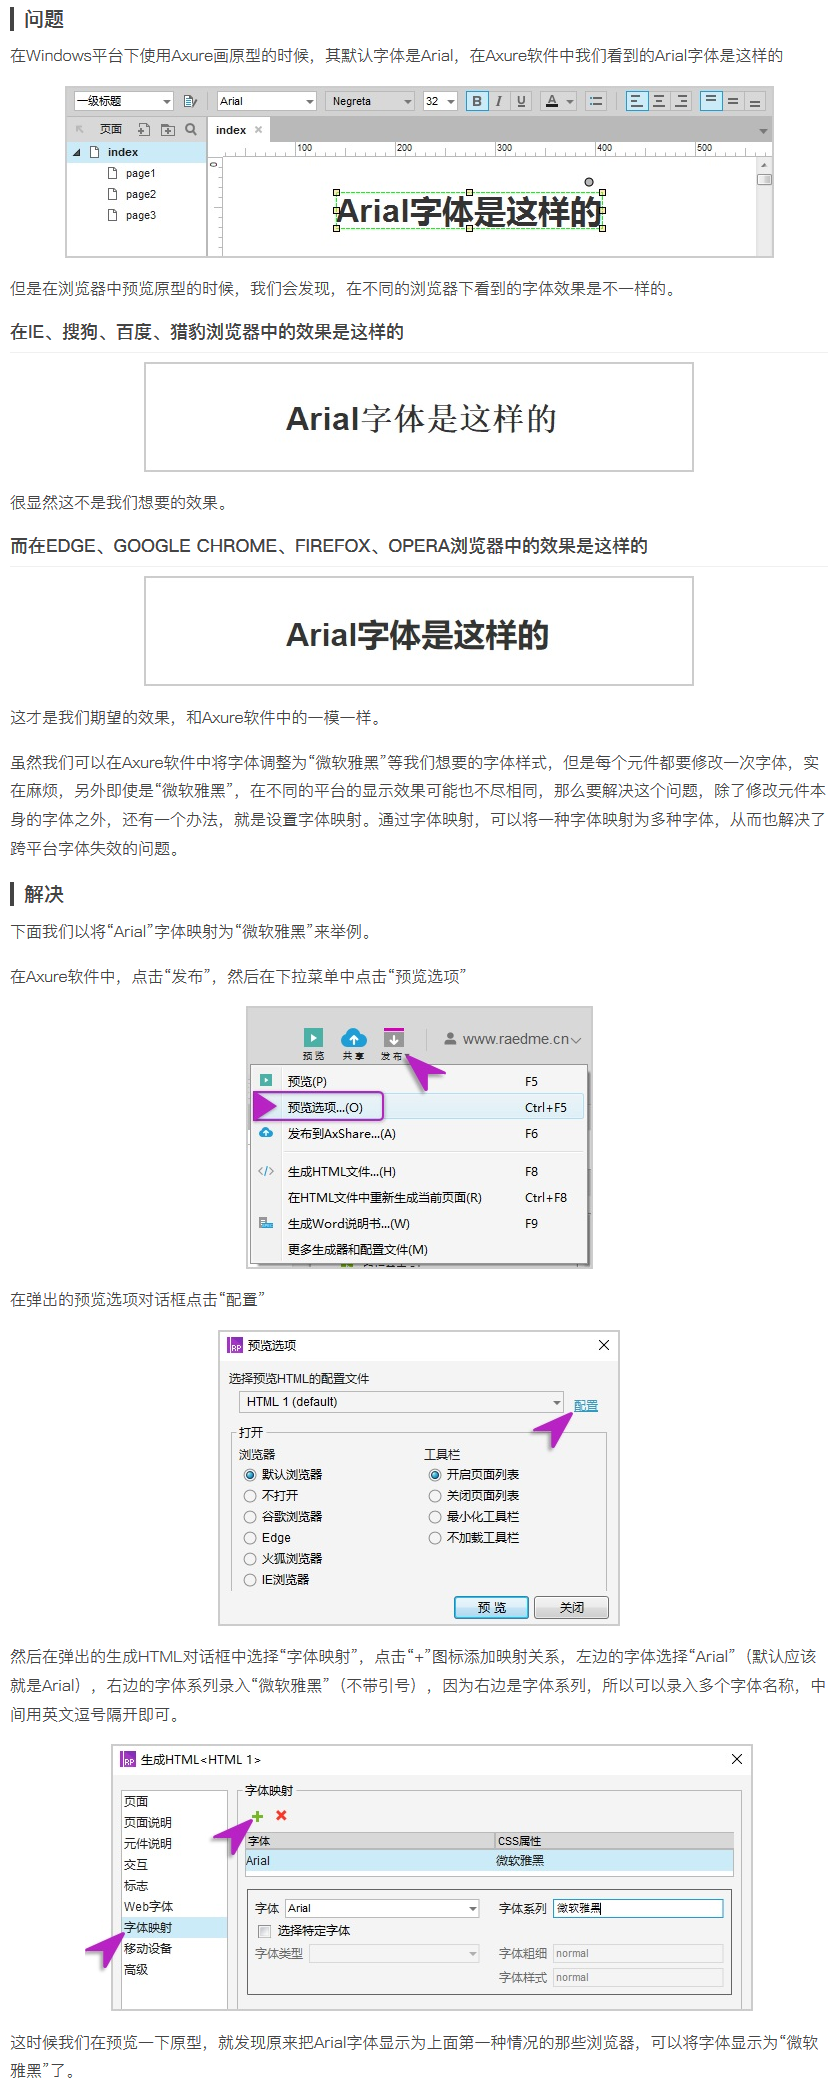 问题
在Windows平台下使用Axure画原型的时候，其默认字体是Arial，在Axure软件中我们看到的Arial字体是这样的
一级标题 Arial Negreta 32 B I U A
页面 index ×
index 100 200 300 400 500
page1
page2
page3
0
Arial字体是这样的
但是在浏览器中预览原型的时候，我们会发现，在不同的浏览器下看到的字体效果是不一样的。
在IE、搜狗、百度、猎豹浏览器中的效果是这样的
Arial字体是这样的
很显然这不是我们想要的效果。
而在EDGE、GOOGLE CHROME、FIREFOX、OPERA浏览器中的效果是这样的
Arial字体是这样的
这才是我们期望的效果，和Axure软件中的一模一样。
虽然我们可以在Axure软件中将字体调整为“微软雅黑”等我们想要的字体样式，但是每个元件都要修改一次字体，实
在麻烦，另外即使是“微软雅黑”，在不同的平台的显示效果可能也不尽相同，那么要解决这个问题，除了修改元件本
身的字体之外，还有一个办法，就是设置字体映射。通过字体映射，可以将一种字体映射为多种字体，从而也解决了
跨平台字体失效的问题。
解决
下面我们以将“Arial”字体映射为“微软雅黑”来举例。
在Axure软件中，点击“发布”，然后在下拉菜单中点击“预览选项”
预览 共享 发布 www.raedme.cn
预览(P) F5
预览选项...(O) Ctrl+F5
发布到AxShare...(A) F6
生成HTML文件...(H) F8
在HTML文件中重新生成当前页面(R) Ctrl+F8
生成Word说明书...(W) F9
更多生成器和配置文件(M)
在弹出的预览选项对话框点击“配置”
RP 预览选项
选择预览HTML的配置文件
HTML 1 (default) 配置
打开
浏览器 工具栏
默认浏览器 开启页面列表
不打开 关闭页面列表
谷歌浏览器 最小化工具栏
Edge 不加载工具栏
火狐浏览器
IE浏览器
预 览 关闭
然后在弹出的生成HTML对话框中选择“字体映射”，点击“+”图标添加映射关系，左边的字体选择“Arial”（默认应该
就是Arial），右边的字体系列录入“微软雅黑”（不带引号），因为右边是字体系列，所以可以录入多个字体名称，中
间用英文逗号隔开即可。
RP 生成HTML<HTML 1>
页面 字体映射
页面说明
元件说明 字体 CSS属性
交互 Arial 微软雅黑
标志
Web字体 字体 Arial 字体系列 微软雅黑
字体映射 选择特定字体
移动设备 字体类型 字体粗细 normal
高级 字体样式 normal
这时候我们在预览一下原型，就发现原来把Arial字体显示为上面第一种情况的那些浏览器，可以将字体显示为“微软
雅黑”了。